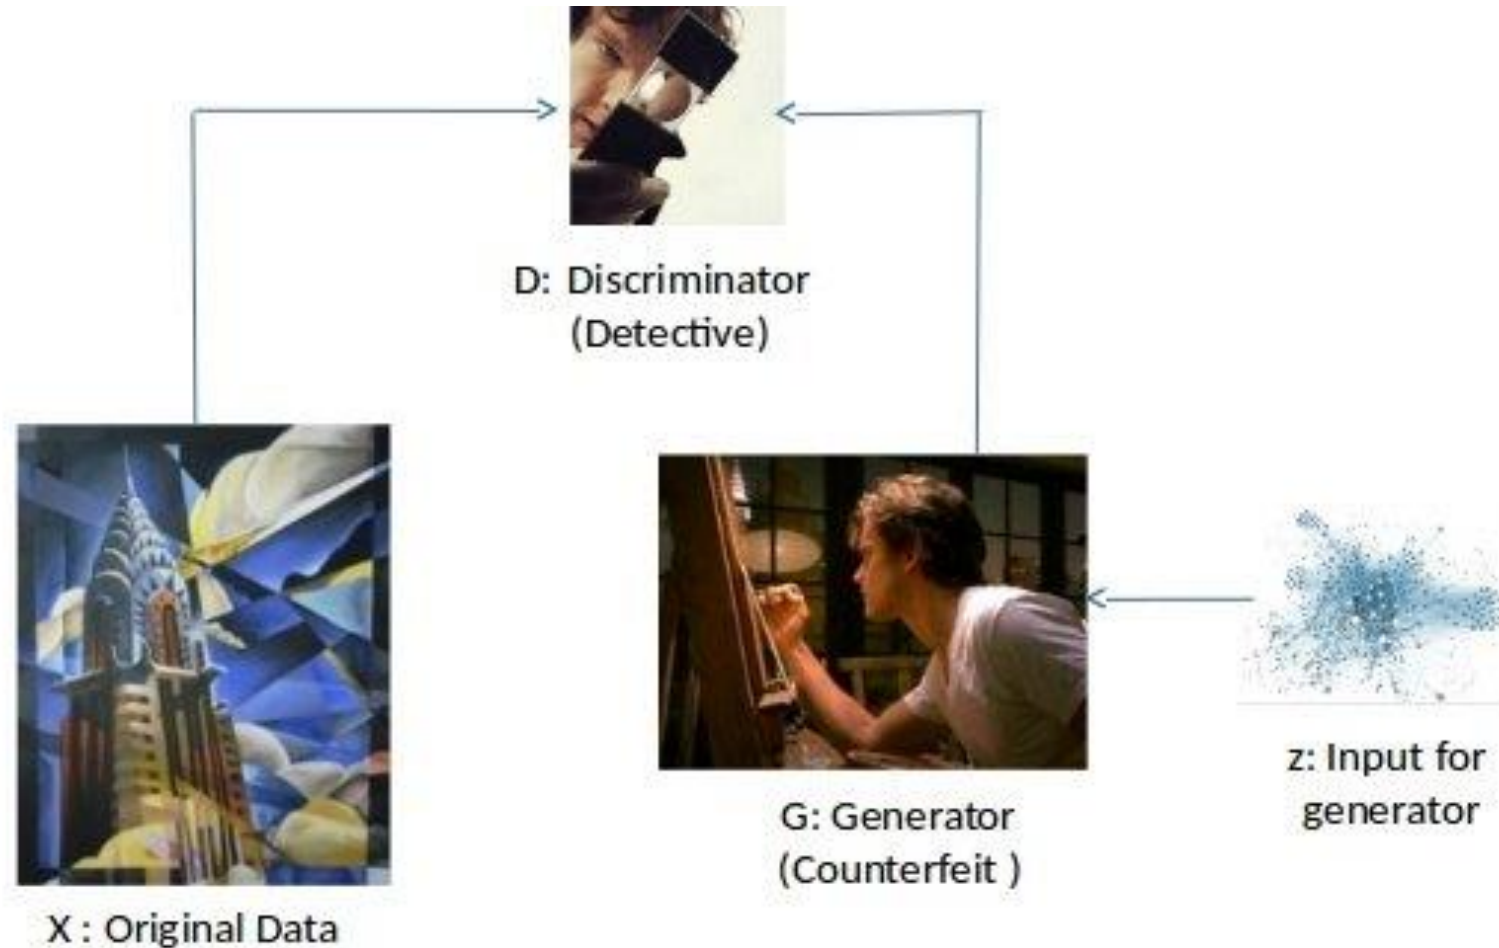 D: Discriminator
(Detective)
z: Input for
generator
G: Generator
(Counterfeit )
X : Original Data